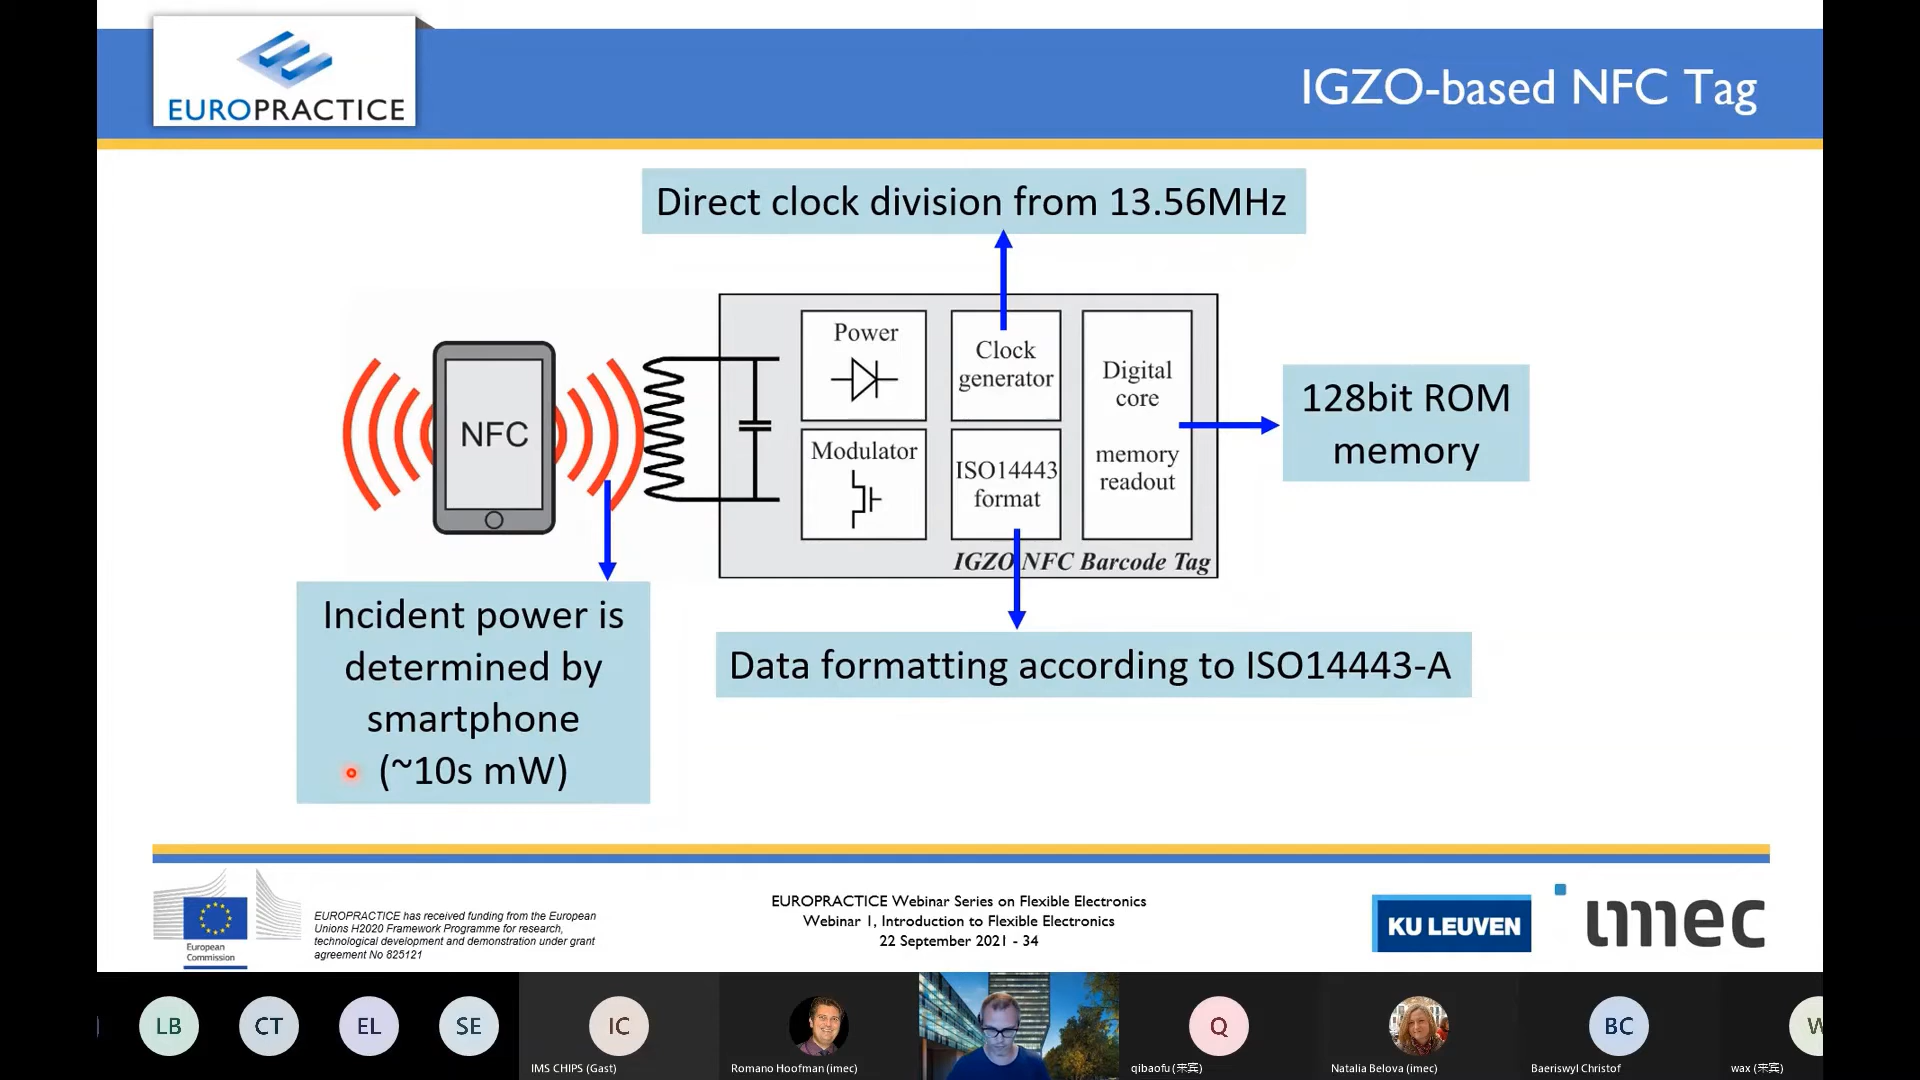 EUROPRACTICE
IGZO-based NFC Tag
Direct clock division from 13.56MHz
Power
Clock
generator
Digital
core
memory
readout
Modulator
ISO14443
format
IGZO NFC Barcode Tag
NFC
128bit ROM
memory
Incident power is
determined by
smartphone
(~10s mW)
Data formatting according to ISO14443-A
European
Commission
EUROPRACTICE has received funding from the European
Unions H2020 Framework Programme for research,
technological development and demonstration under grant
agreement No 825121
EUROPRACTICE Webinar Series on Flexible Electronics
Webinar 1, Introduction to Flexible Electronics
22 September 2021 - 34
KU LEUVEN
imec
LB
CT
EL
SE
IC
IMS CHIPS (Gast)
Romano Hoofman (imec)
Q
qibaofu (来宾)
Natalia Belova (imec)
BC
Baeriswyl Christof
W
wax (来宾)